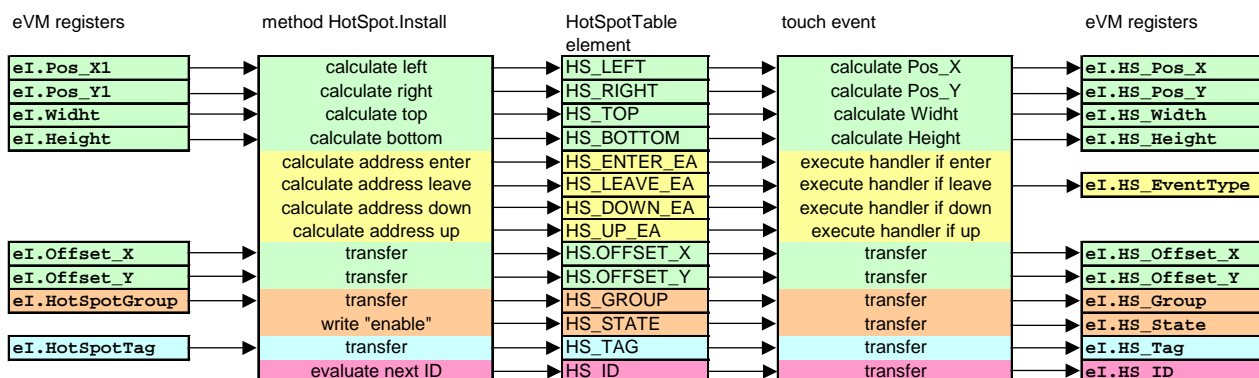 eVM registers method HotSpot.Install HotSpotTable element touch event eVM registers
eI.Pos_X1 calculate left HS_LEFT calculate Pos_X eI.HS_Pos_X
eI.Pos_Y1 calculate right HS_RIGHT calculate Pos_Y eI.HS_Pos_Y
eI.Widht calculate top HS_TOP calculate Widht eI.HS_Width
eI.Height calculate bottom HS_BOTTOM calculate Height eI.HS_Height
calculate address enter HS_ENTER_EA execute handler if enter
calculate address leave HS_LEAVE_EA execute handler if leave eI.HS_EventType
calculate address down HS_DOWN_EA execute handler if down
calculate address up HS_UP_EA execute handler if up
eI.Offset_X transfer HS.OFFSET_X transfer eI.HS_Offset_X
eI.Offset_Y transfer HS.OFFSET_Y transfer eI.HS_Offset_Y
eI.HotSpotGroup transfer HS_GROUP transfer eI.HS_Group
write "enable" HS_STATE transfer eI.HS_State
eI.HotSpotTag transfer HS_TAG transfer eI.HS_Tag
evaluate next ID HS_ID transfer eI.HS_ID